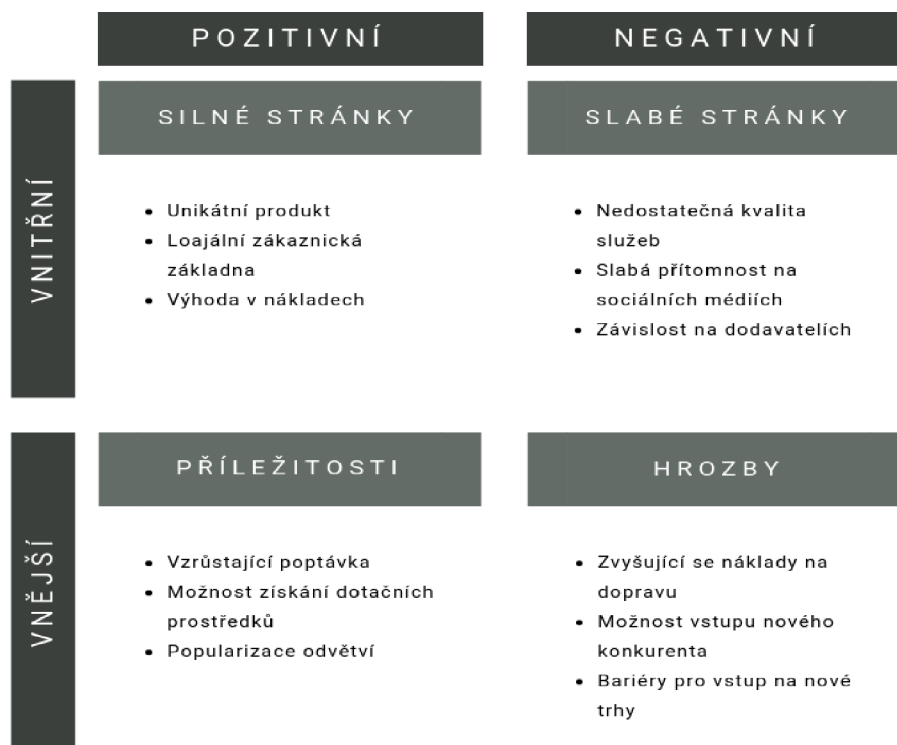 POZITIVNÍ
NEGATIVNÍ
VNITŘNÍ
SILNÉ STRÁNKY
• Unikátní produkt
• Loajální zákaznická
základna
• Výhoda v nákladech
SLABÉ STRÁNKY
• Nedostatečná kvalita
služeb
• Slabá přítomnost na
sociálních médiích
• Závislost na dodavatelích
VNĚJŠÍ
PŘÍLEŽITOSTI
• Vzrůstající poptávka
• Možnost získání dotačních
prostředků
• Popularizace odvětví
HROZBY
• Zvyšující se náklady na
dopravu
• Možnost vstupu nového
konkurenta
• Bariéry pro vstup na nové
trhy